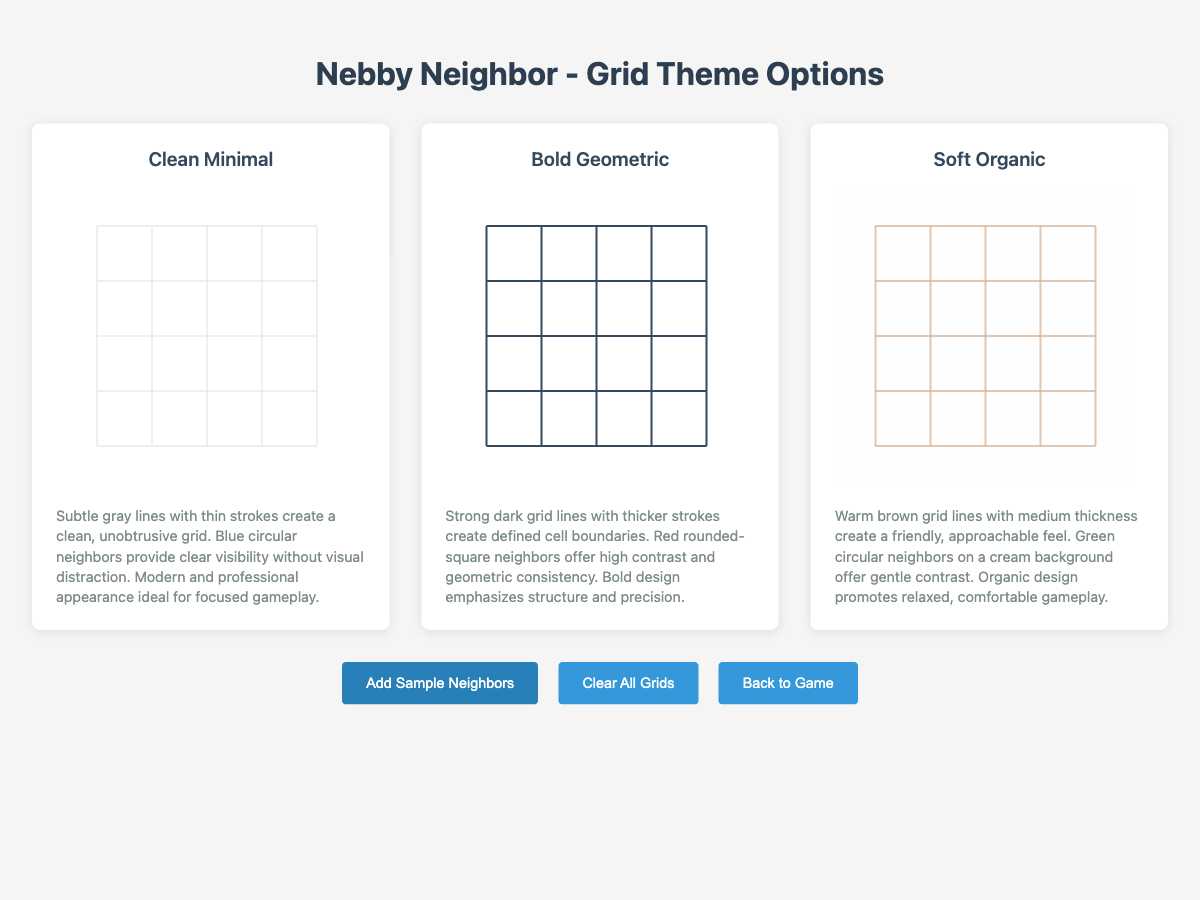 Nebby Neighbor - Grid Theme Options
Clean Minimal
Subtle gray lines with thin strokes create a
clean, unobtrusive grid. Blue circular
neighbors provide clear visibility without visual
distraction. Modern and professional
appearance ideal for focused gameplay.
Bold Geometric
Strong dark grid lines with thicker strokes
create defined cell boundaries. Red rounded-
square neighbors offer high contrast and
geometric consistency. Bold design
emphasizes structure and precision.
Soft Organic
Warm brown grid lines with medium thickness
create a friendly, approachable feel. Green
circular neighbors on a cream background
offer gentle contrast. Organic design
promotes relaxed, comfortable gameplay.
Add Sample Neighbors
Clear All Grids
Back to Game